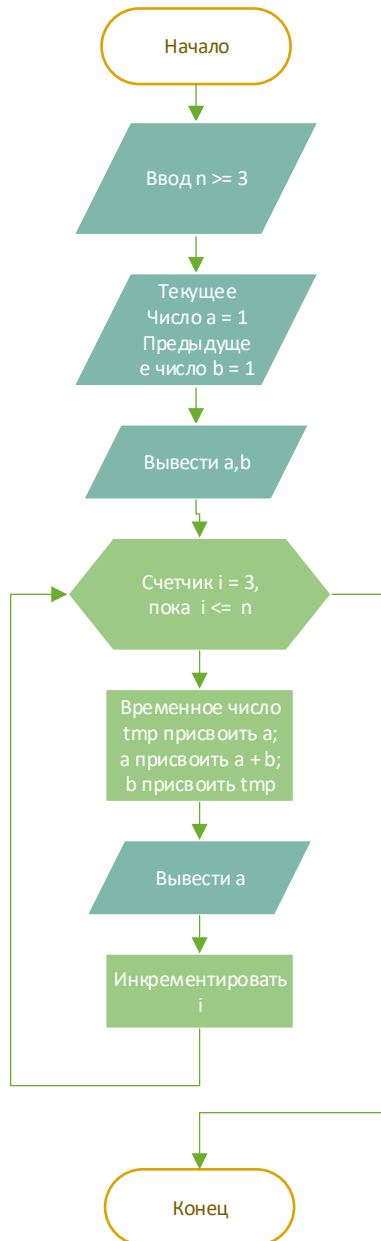 Начало
Ввод n >= 3
Текущее
Число a = 1
Предыдуще
е число b = 1
Вывести a,b
Счетчик i = 3,
пока i <= n
Временное число
tmp присвоить a;
a присвоить a + b;
b присвоить tmp
Вывести a
Инкрементировать
i
Конец